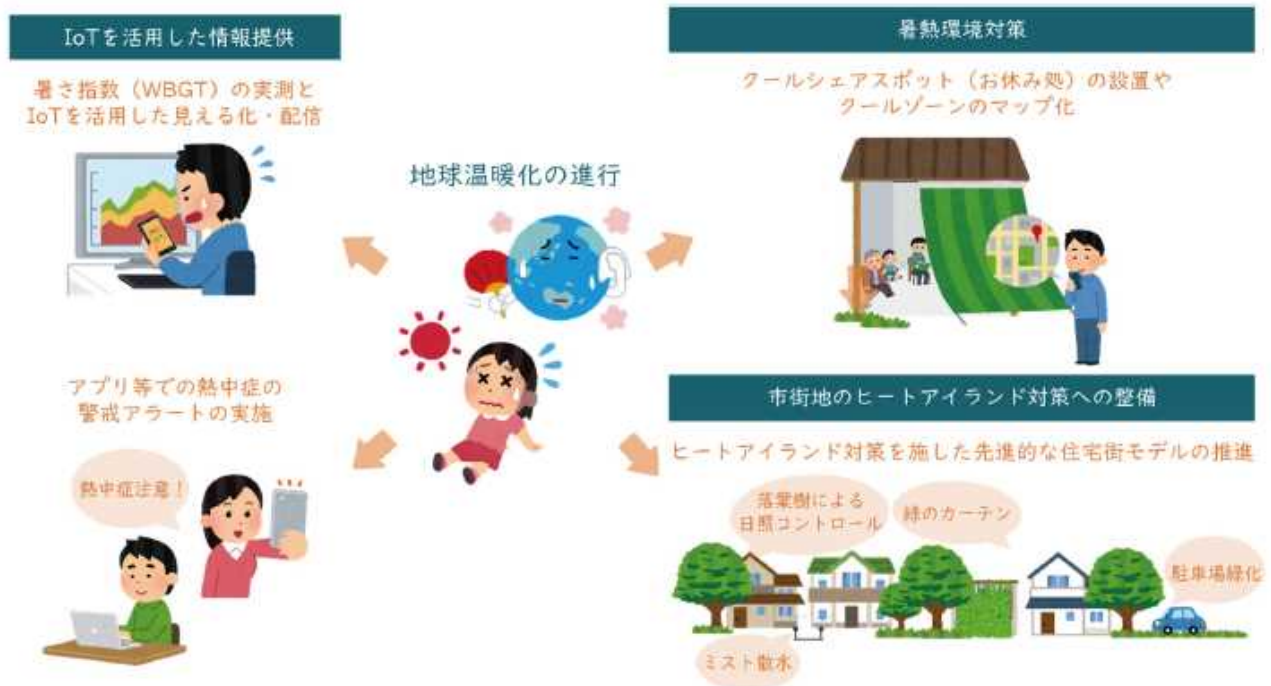 IoTを活用した情報提供
暑さ指数（WBGT）の実測と
IoTを活用した見える化・配信
アプリ等での熱中症の
警戒アラートの実施
熱中症注意！
地球温暖化の進行
暑熱環境対策
クールシェアスポット（お休み処）の設置や
クールゾーンのマップ化
市街地のヒートアイランド対策への整備
ヒートアイランド対策を施した先進的な住宅街モデルの推進
落葉樹による
日照コントロール
緑のカーテン
駐車場緑化
ミスト散水